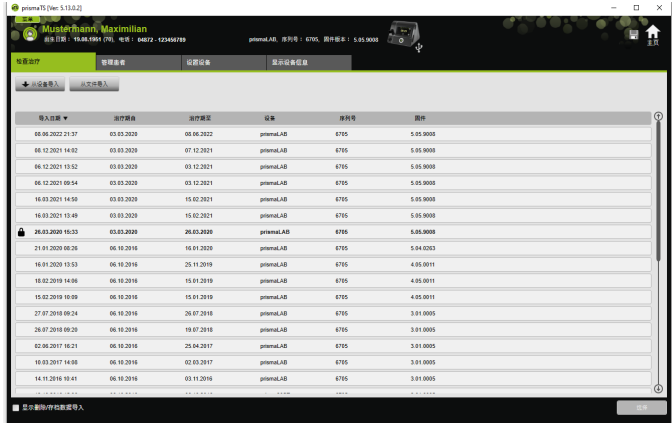 prismaTS [Ver. 5.13.0.2]
Mustermann, Maximilian
出生日期： 19.08.1951 (70), 电话： 04872 - 123456789
prismaLAB, 序列号： 6705, 固件版本： 5.05.9008
主页
检查治疗 管理患者 设置设备 显示设备信息
从设备导入 从文件导入
导入日期 ▼ 治疗期自 治疗期至 设备 序列号 固件
08.06.2022 21:37 03.03.2020 08.06.2022 prismaLAB 6705 5.05.9008
08.12.2021 14:02 03.03.2020 07.12.2021 prismaLAB 6705 5.05.9008
06.12.2021 13:52 03.03.2020 03.12.2021 prismaLAB 6705 5.05.9008
06.12.2021 09:54 03.03.2020 03.12.2021 prismaLAB 6705 5.05.9008
16.03.2021 14:50 03.03.2020 15.02.2021 prismaLAB 6705 5.05.9008
16.03.2021 13:49 03.03.2020 15.02.2021 prismaLAB 6705 5.05.9008
26.03.2020 15:33 03.03.2020 26.03.2020 prismaLAB 6705 5.05.9008
21.01.2020 08:26 06.10.2016 16.01.2020 prismaLAB 6705 5.04.0263
16.01.2020 13:53 06.10.2016 25.11.2019 prismaLAB 6705 4.05.0011
18.02.2019 14:06 06.10.2016 15.01.2019 prismaLAB 6705 4.05.0011
15.02.2019 10:09 06.10.2016 15.01.2019 prismaLAB 6705 4.05.0011
27.07.2018 09:24 06.10.2016 26.07.2018 prismaLAB 6705 3.01.0005
26.07.2018 09:20 06.10.2016 19.07.2018 prismaLAB 6705 3.01.0005
02.06.2017 16:21 06.10.2016 25.04.2017 prismaLAB 6705 3.01.0005
10.03.2017 14:08 06.10.2016 02.03.2017 prismaLAB 6705 3.01.0005
14.11.2016 10:41 06.10.2016 03.11.2016 prismaLAB 6705 3.01.0005
显示删除/存档数据导入